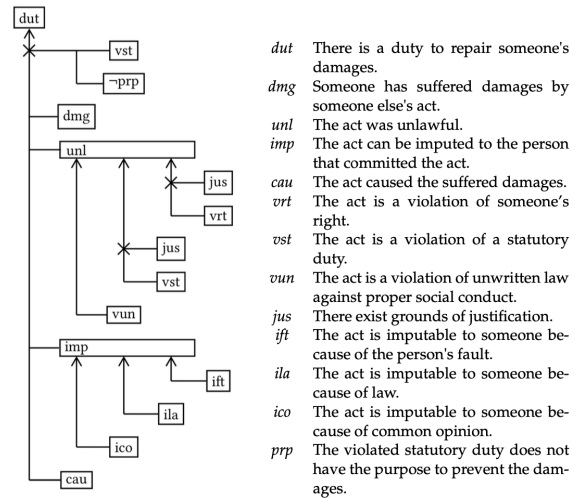 dut
vst
¬prp
dmg
unl
jus
vrt
jus
vst
vun
imp
ift
ila
ico
cau
dut There is a duty to repair someone's
damages.
dmg Someone has suffered damages by
someone else's act.
unl The act was unlawful.
imp The act can be imputed to the person
that committed the act.
cau The act caused the suffered damages.
vrt The act is a violation of someone's
right.
vst The act is a violation of a statutory
duty.
vun The act is a violation of unwritten law
against proper social conduct.
jus There exist grounds of justification.
ift The act is imputable to someone be-
cause of the person's fault.
ila The act is imputable to someone be-
cause of law.
ico The act is imputable to someone be-
cause of common opinion.
prp The violated statutory duty does not
have the purpose to prevent the dam-
ages.